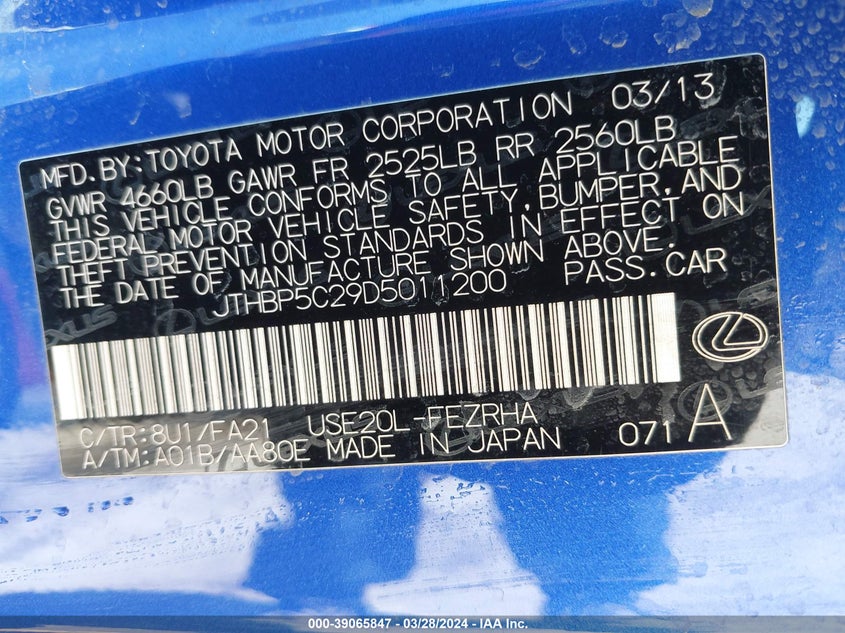 MFD.BY:TOYOTA MOTOR CORPORATION 03/13
GVWR 4660LB GAWR FR 2525LB RR 2560LB
THIS VEHICLE CONFORMS TO ALL APPLICABLE
FEDERAL MOTOR VEHICLE SAFETY,BUMPER,AND
THEFT PREVENTION STANDARDS IN EFFECT ON
THE DATE OF MANUFACTURE SHOWN ABOVE.
JTHBP5C29D5011200 PASS.CAR
C/TR:8U1/FA21 USE20L-FEZRHA
A/TM:A01B/AA80E MADE IN JAPAN 071 A
000-39065847 - 03/28/2024 - IAA Inc.